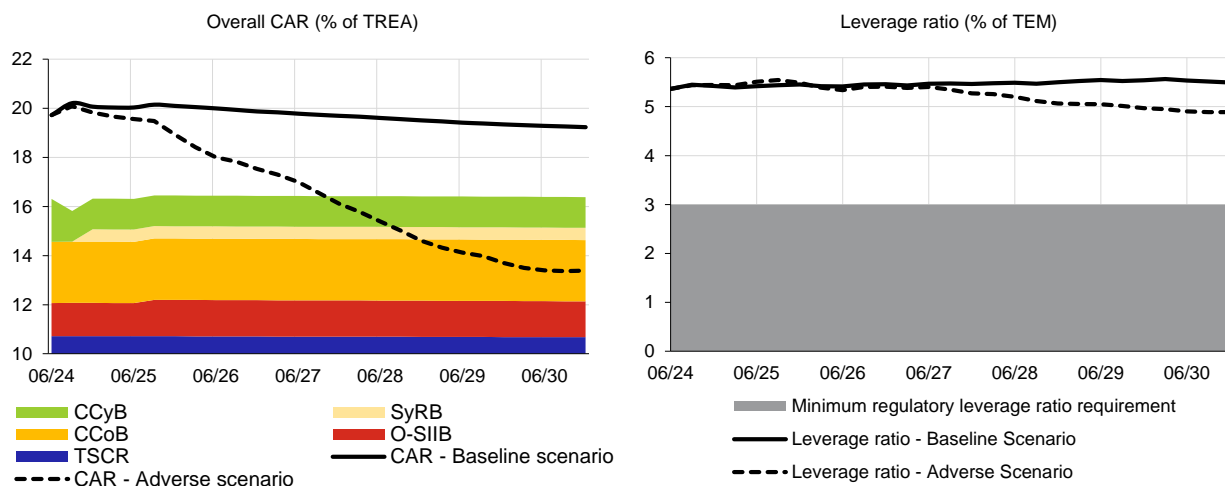 Overall CAR (% of TREA)
22
20
18
16
14
12
10
06/24 06/25 06/26 06/27 06/28 06/29 06/30
CCyB SyRB
CCoB O-SIIB
TSCR CAR - Baseline scenario
CAR - Adverse scenario
Leverage ratio (% of TEM)
6
5
4
3
2
1
0
06/24 06/25 06/26 06/27 06/28 06/29 06/30
Minimum regulatory leverage ratio requirement
Leverage ratio - Baseline Scenario
Leverage ratio - Adverse Scenario